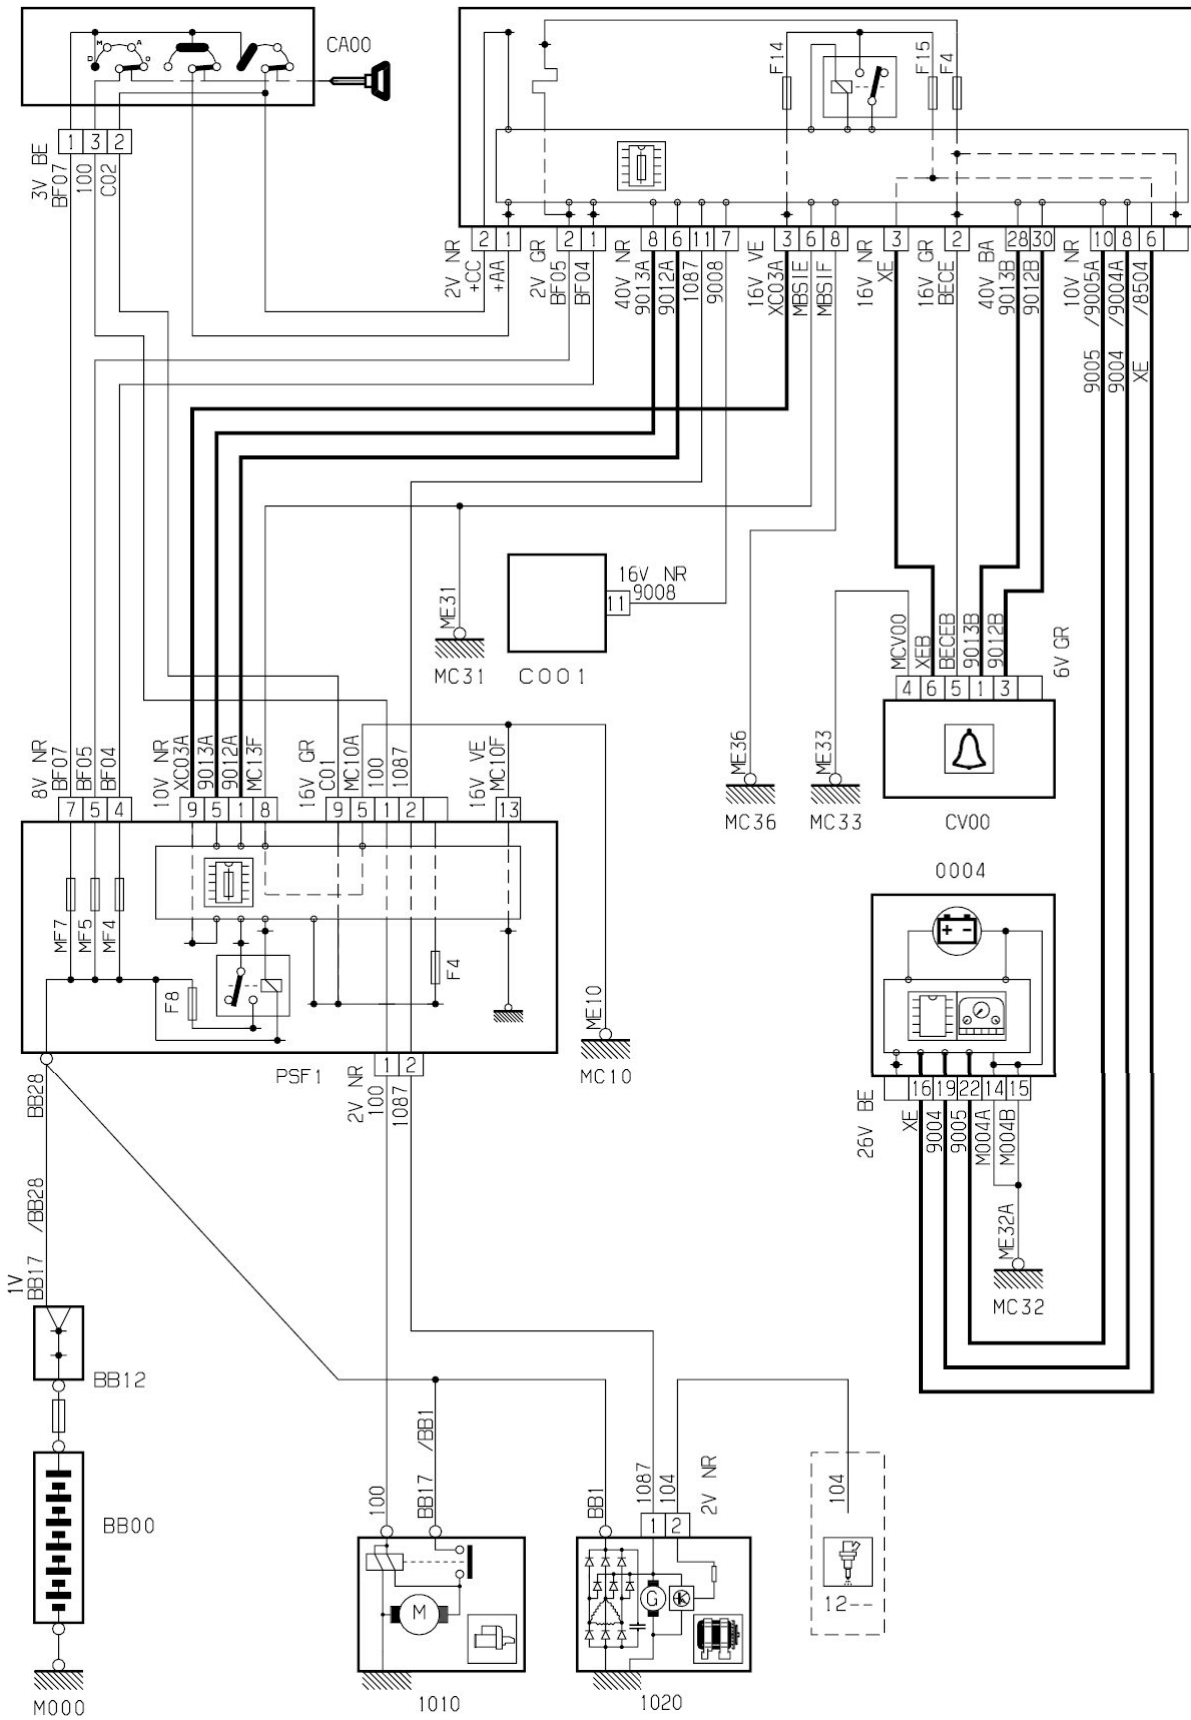 CA00
M A
D
1 3 2
3V BE
BF07
100
C02
F14
F15
F4
2 1 2 1 8 6 11 7 3 6 8 3 2 28 30 10 8 6
2V NR
+CC
+AA
2V GR
BF05
BF04
40V NR
9013A
9012A
1087
9008
16V VE
XC03A
MBSIE
MBSIF
16V NR
XE
16V GR
BECE
40V BA
9013B
9012B
10V NR
9005 /9005A
9004 /9004A
XE /8504
16V NR
9008
11
C001
ME31
MC31
ME36
MC36
ME33
MC33
MCV00
XEB
BECEB
9013B
9012B
6V GR
4 6 5 1 3
CV00
8V NR
BF07
BF05
BF04
10V NR
XC03A
9013A
9012A
MC13F
16V GR
C01
MC10A
100
1087
16V VE
MC10F
7 5 4 9 5 1 8 9 5 1 2 13
MF7
MF5
MF4
F8
F4
PSF1
2V NR
100
1087
1 2
ME10
MC10
0004
+ -
16 19 22 14 15
26V BE
XE
9004
9005
M004A
M004B
ME32A
MC32
BB28
/BB28
1V
BB17
BB12
BB00
M000
100
BB17 /BB1
M
1010
BB1
1087
104
2V NR
1 2
G
1020
104
12--